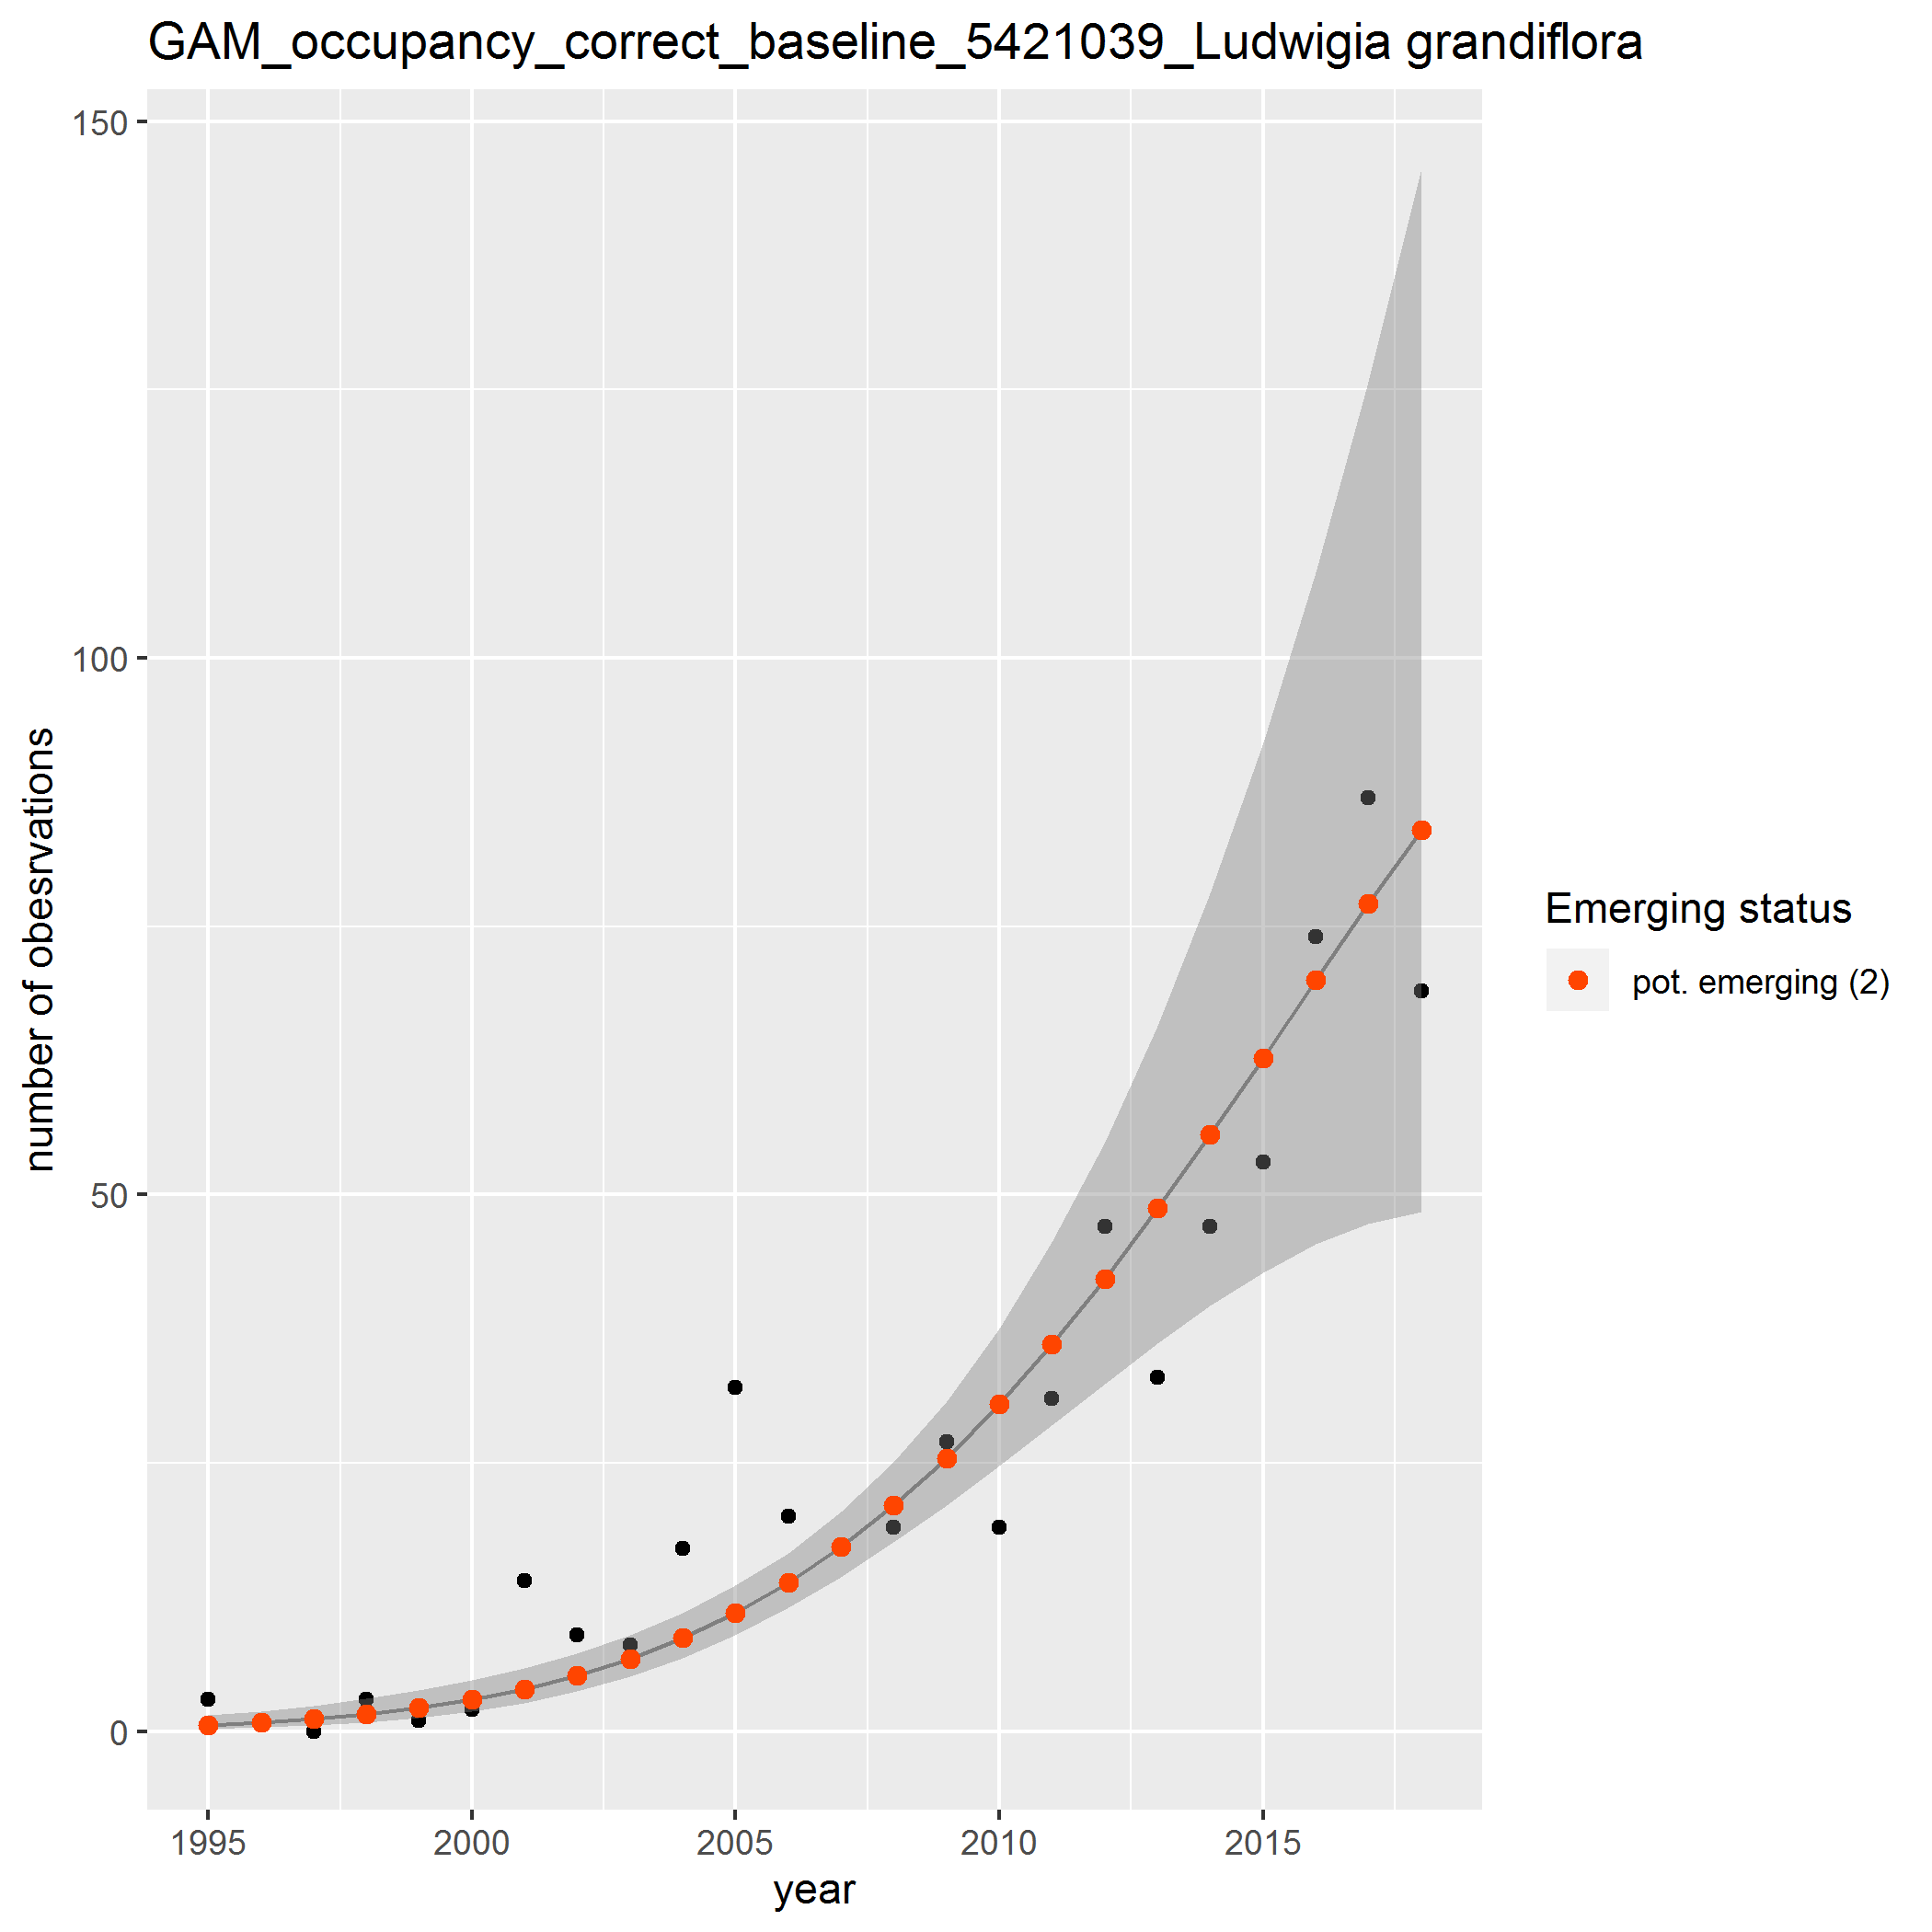 GAM_occupancy_correct_baseline_5421039_Ludwigia grandiflora
150
100
50
0
number of obesrvations
1995
2000
2005
2010
2015
year
Emerging status
pot. emerging (2)